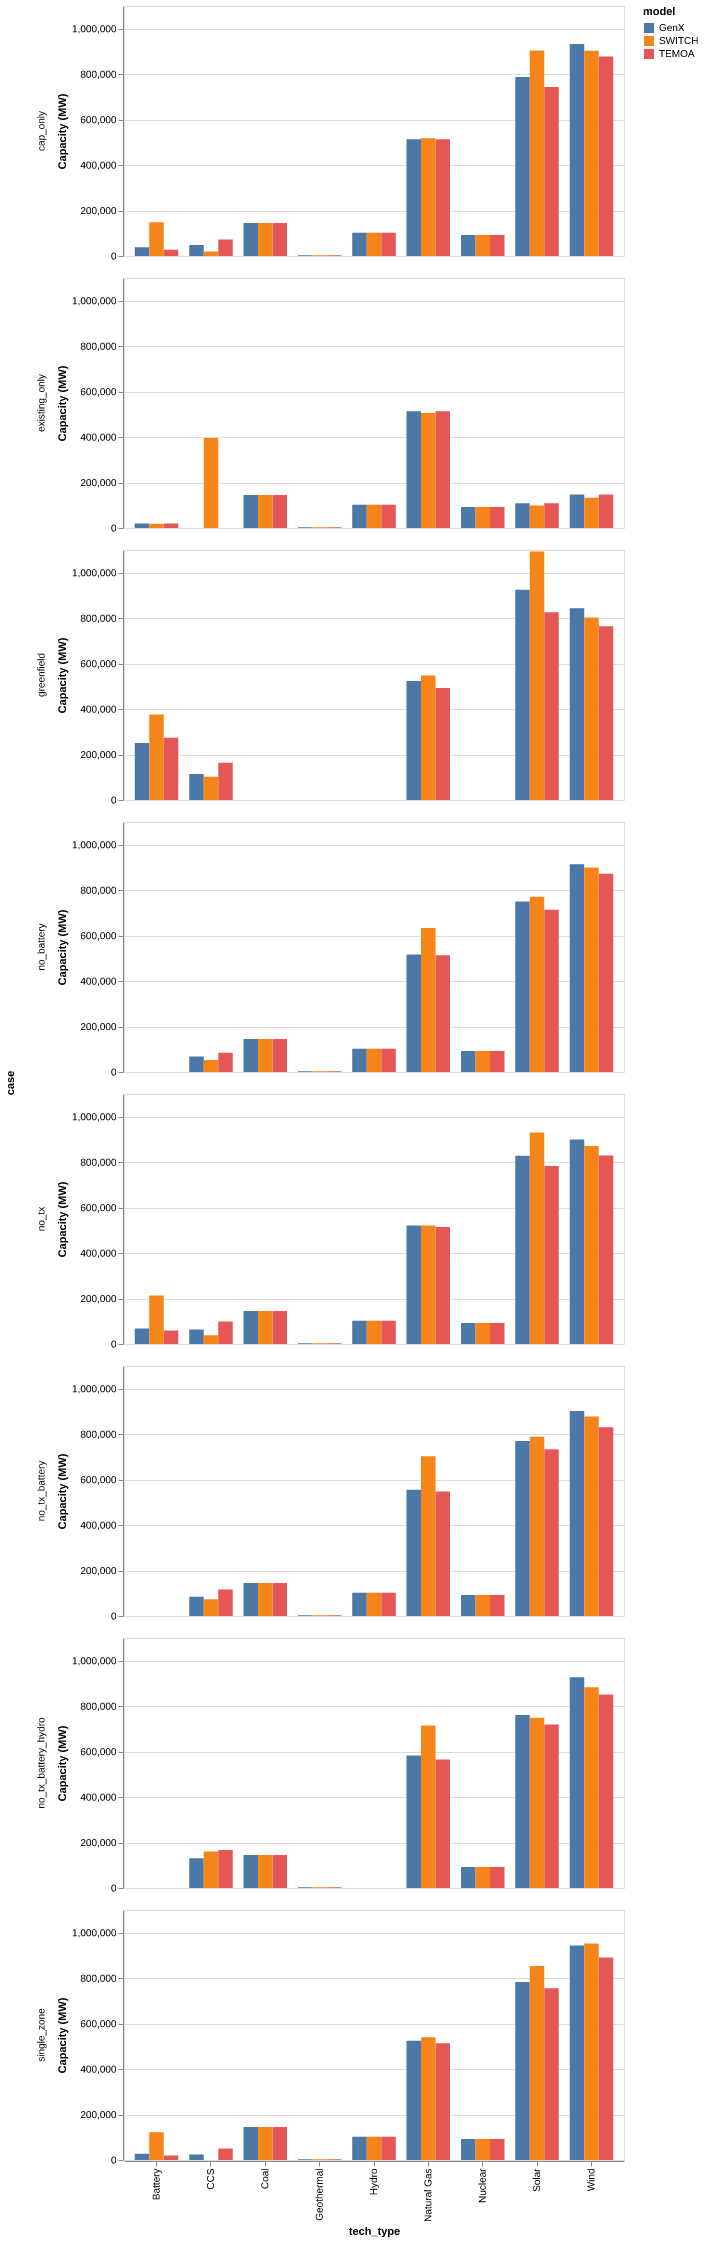 model
GenX
SWITCH
TEMOA
case
cap_only
Capacity (MW)
1,000,000
800,000
600,000
400,000
200,000
0
existing_only
Capacity (MW)
1,000,000
800,000
600,000
400,000
200,000
0
greenfield
Capacity (MW)
1,000,000
800,000
600,000
400,000
200,000
0
no_battery
Capacity (MW)
1,000,000
800,000
600,000
400,000
200,000
0
no_tx
Capacity (MW)
1,000,000
800,000
600,000
400,000
200,000
0
no_tx_battery
Capacity (MW)
1,000,000
800,000
600,000
400,000
200,000
0
no_tx_battery_hydro
Capacity (MW)
1,000,000
800,000
600,000
400,000
200,000
0
single_zone
Capacity (MW)
1,000,000
800,000
600,000
400,000
200,000
0
Battery
CCS
Coal
Geothermal
Hydro
Natural Gas
Nuclear
Solar
Wind
tech_type